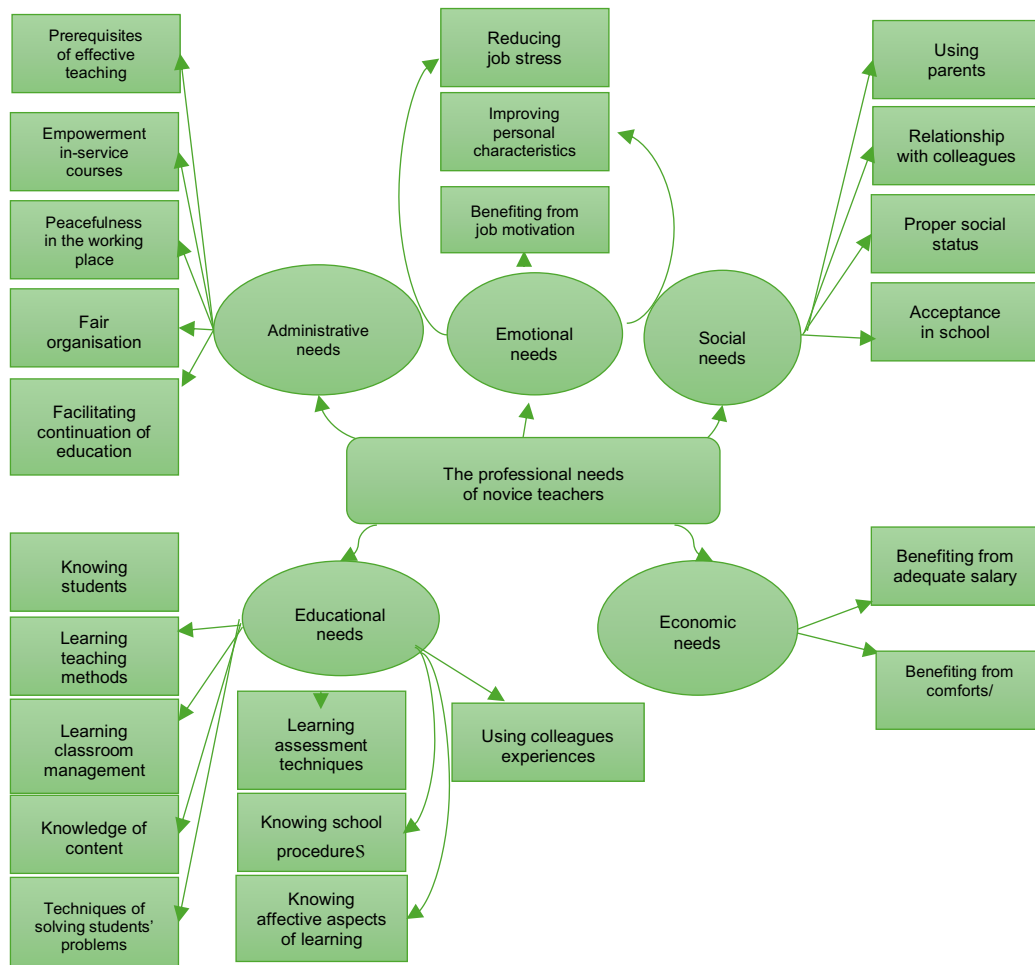 Prerequisites
of effective
teaching
Empowerment
in-service
courses
Peacefulness
in the working
place
Fair
organisation
Facilitating
continuation of
education
Reducing
job stress
Improving
personal
characteristics
Benefiting from
job motivation
Using
parents
Relationship
with colleagues
Proper social
status
Acceptance
in school
Administrative
needs
Emotional
needs
Social
needs
The professional needs
of novice teachers
Educational
needs
Economic
needs
Knowing
students
Learning
teaching
methods
Learning
classroom
management
Knowledge of
content
Techniques of
solving students’
problems
Learning
assessment
techniques
Knowing school
procedureS
Knowing
affective aspects
of learning
Using colleagues
experiences
Benefiting from
adequate salary
Benefiting from
comforts/